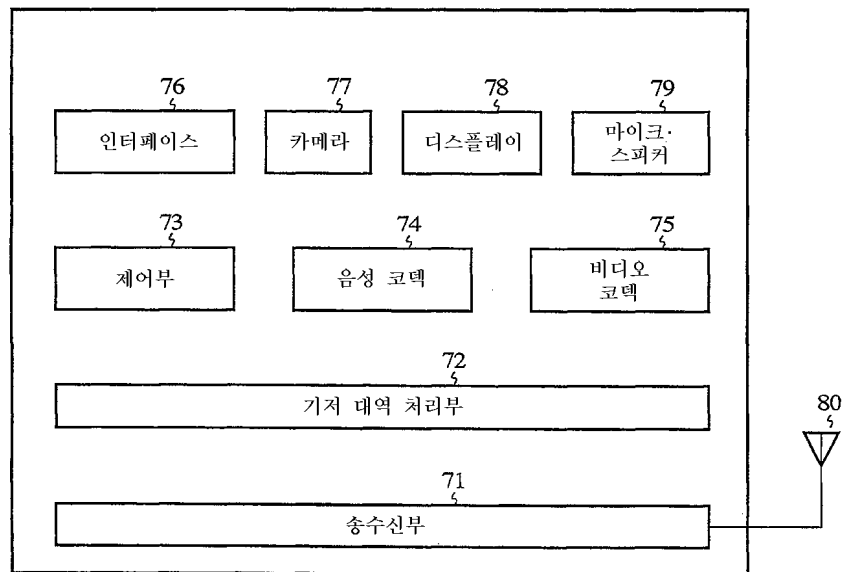 76
77
78
79
인터페이스
카메라
디스플레이
마이크·
스피커
73
74
75
제어부
음성 코덱
비디오
코덱
72
기저 대역 처리부
80
71
송수신부